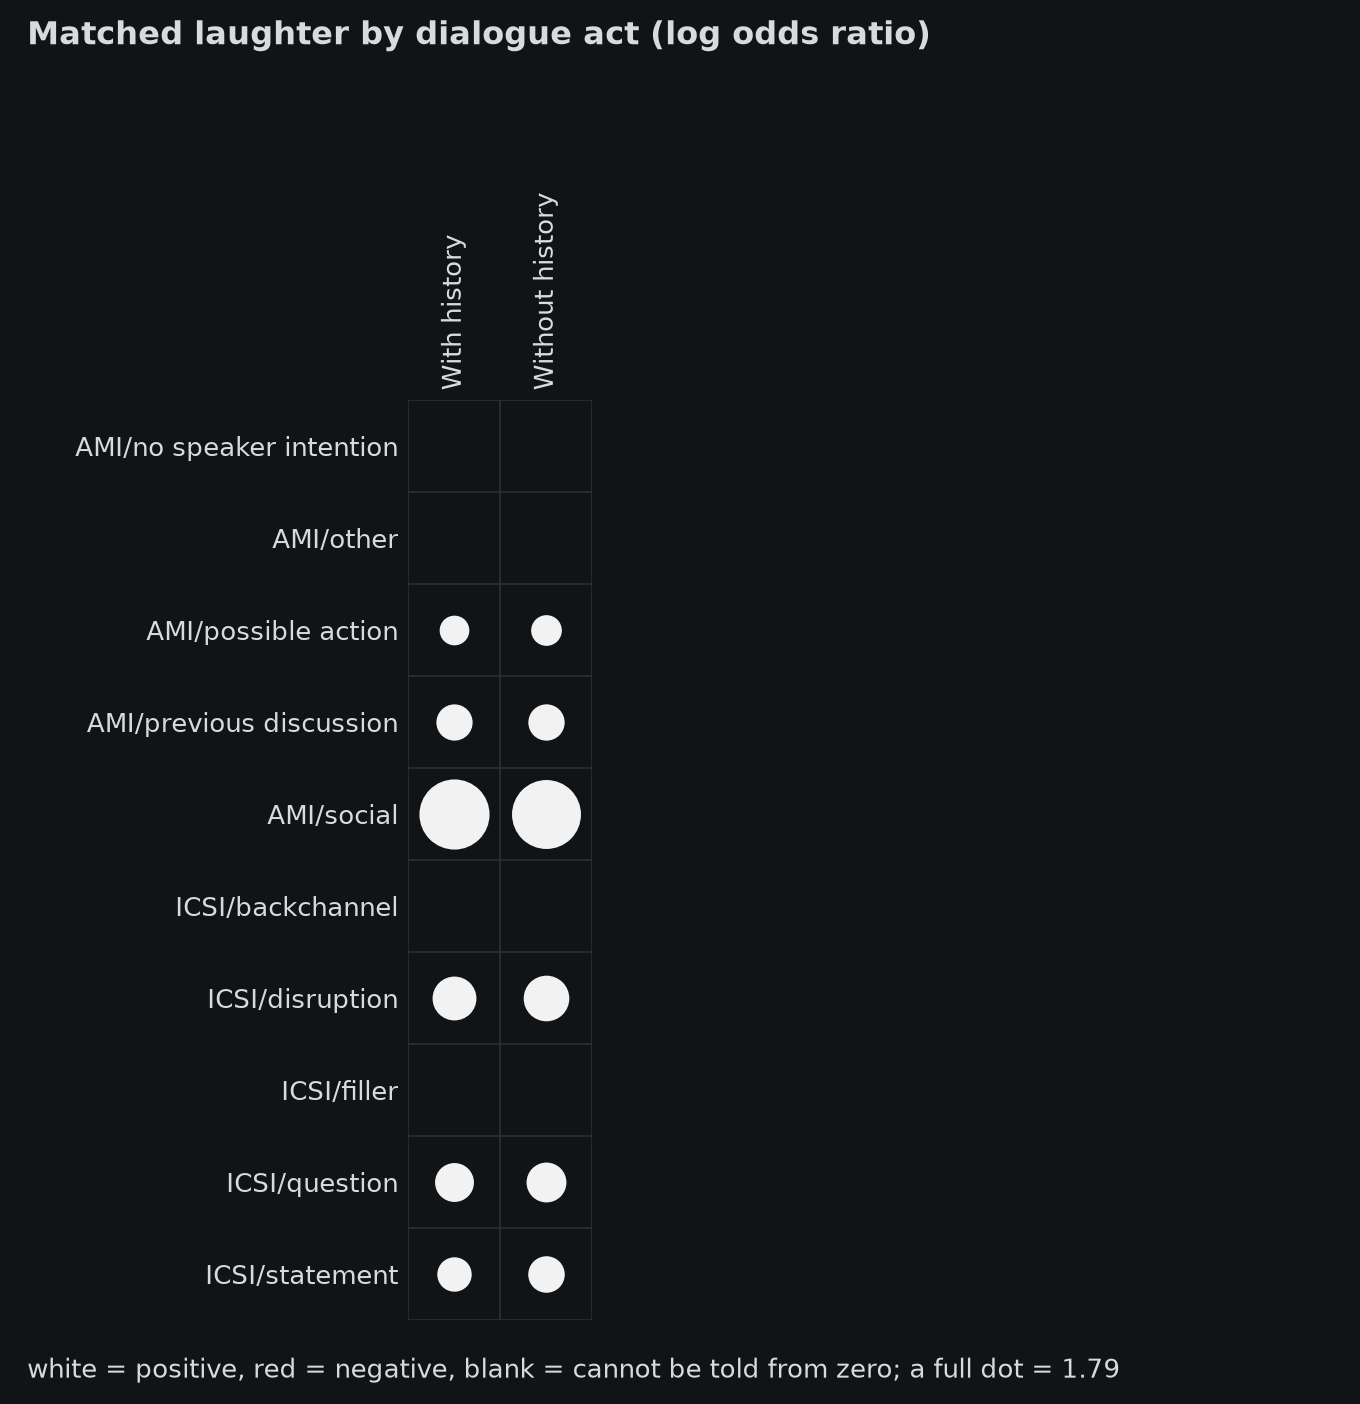 Matched laughter by dialogue act (log odds ratio)
With history
Without history
AMI/no speaker intention
AMI/other
AMI/possible action
AMI/previous discussion
AMI/social
ICSI/backchannel
ICSI/disruption
ICSI/filler
ICSI/question
ICSI/statement
white = positive, red = negative, blank = cannot be told from zero; a full dot = 1.79